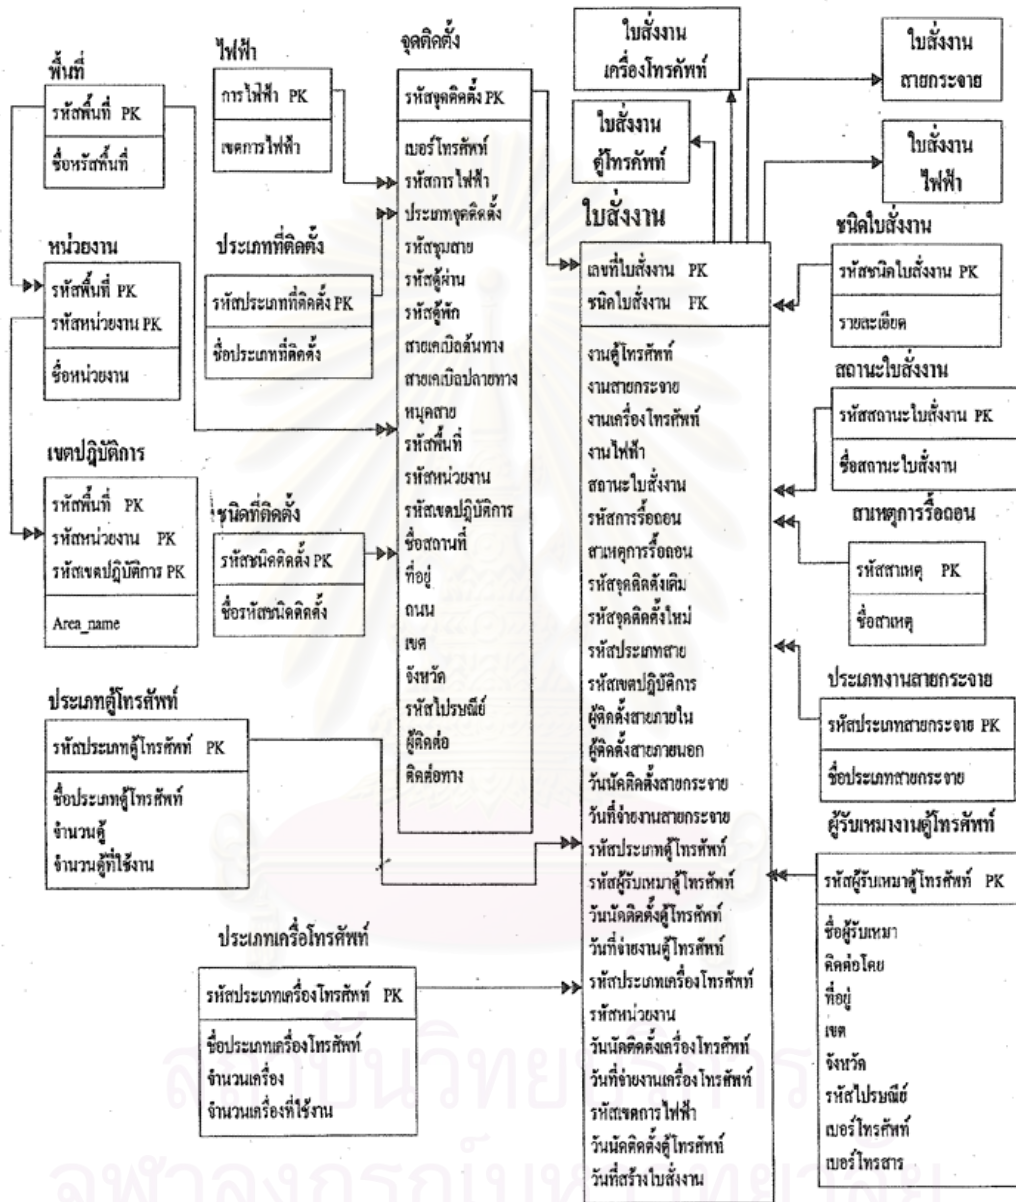 พื้นที่
รหัสพื้นที่ PK
ชื่อหรัสพื้นที่
หน่วยงาน
รหัสพื้นที่ PK
รหัสหน่วยงาน PK
ชื่อหน่วยงาน
เขตปฎิบัติการ
รหัสพื้นที่ PK
รหัสหน่วยงาน PK
รหัสเขตปฎิบัติการ PK
Area_name
ไฟฟ้า
การไฟฟ้า PK
เขตการไฟฟ้า
ประเภทที่ติดตั้ง
รหัสประเภทที่ติดตั้ง PK
ชื่อประเภทที่ติดตั้ง
ชนิดที่ติดตั้ง
รหัสชนิดติดตั้ง PK
ชื่อรหัสชนิดติดตั้ง
ประเภทตู้โทรศัพท์
รหัสประเภทตู้โทรศัพท์ PK
ชื่อประเภทตู้โทรศัพท์
จำนวนตู้
จำนวนตู้ที่ใช้งาน
ประเภทเครื่อโทรศัพท์
รหัสประเภทเครื่องโทรศัพท์ PK
ชื่อประเภทเครื่องโทรศัพท์
จำนวนเครื่อง
จำนวนเครื่องที่ใช้งาน
จุดติดตั้ง
รหัสจุดติดตั้ง PK
เบอร์โทรศัพท์
รหัสการไฟฟ้า
ประเภทจุดติดตั้ง
รหัสชุมสาย
รหัสตู้ผ่าน
รหัสตู้พัก
สายเคเบิลต้นทาง
สายเคเบิลปลายทาง
หมุดสาย
รหัสพื้นที่
รหัสหน่วยงาน
รหัสเขตปฎิบัติการ
ชื่อสถานที่
ที่อยู่
ถนน
เขต
จังหวัด
รหัสไปรษณีย์
ผู้ติดต่อ
ติดต่อทาง
ใบสั่งงาน
เครื่องโทรศัพท์
ใบสั่งงาน
ตู้โทรศัพท์
ใบสั่งงาน
สายกระจาย
ใบสั่งงาน
ไฟฟ้า
ใบสั่งงาน
เลขที่ใบสั่งงาน PK
ชนิดใบสั่งงาน FK
งานตู้โทรศัพท์
งานสายกระจาย
งานเครื่องโทรศัพท์
งานไฟฟ้า
สถานะใบสั่งงาน
รหัสการรื้อถอน
สาเหตุการรื้อถอน
รหัสจุดติดตั้งเดิม
รหัสจุดติดตั้งใหม่
รหัสประเภทสาย
รหัสเขตปฎิบัติการ
ผู้ติดตั้งสายภายใน
ผู้ติดตั้งสายภายนอก
วันนัดติดตั้งสายกระจาย
วันที่จ่ายงานสายกระจาย
รหัสประเภทตู้โทรศัพท์
รหัสผู้รับเหมาตู้โทรศัพท์
วันนัดติดตั้งตู้โทรศัพท์
วันที่จ่ายงานตู้โทรศัพท์
รหัสประเภทเครื่องโทรศัพท์
รหัสหน่วยงาน
วันนัดติดตั้งเครื่องโทรศัพท์
วันที่จ่ายงานเครื่องโทรศัพท์
รหัสเขตการไฟฟ้า
วันนัดติดตั้งตู้โทรศัพท์
วันที่สร้างใบสั่งงาน
ชนิดใบสั่งงาน
รหัสชนิดใบสั่งงาน PK
รายละเอียด
สถานะใบสั่งงาน
รหัสสถานะใบสั่งงาน PK
ชื่อสถานะใบสั่งงาน
สาเหตุการรื้อถอน
รหัสสาเหตุ PK
ชื่อสาเหตุ
ประเภทงานสายกระจาย
รหัสประเภทสายกระจาย PK
ชื่อประเภทสายกระจาย
ผู้รับเหมางานตู้โทรศัพท์
รหัสผู้รับเหมาตู้โทรศัพท์ PK
ชื่อผู้รับเหมา
ติดต่อโดย
ที่อยู่
เขต
จังหวัด
รหัสไปรษณีย์
เบอร์โทรศัพท์
เบอร์โทรสาร
สถาบันวิทยบริการ
จุฬาลงกรณ์มหาวิทยาลัย